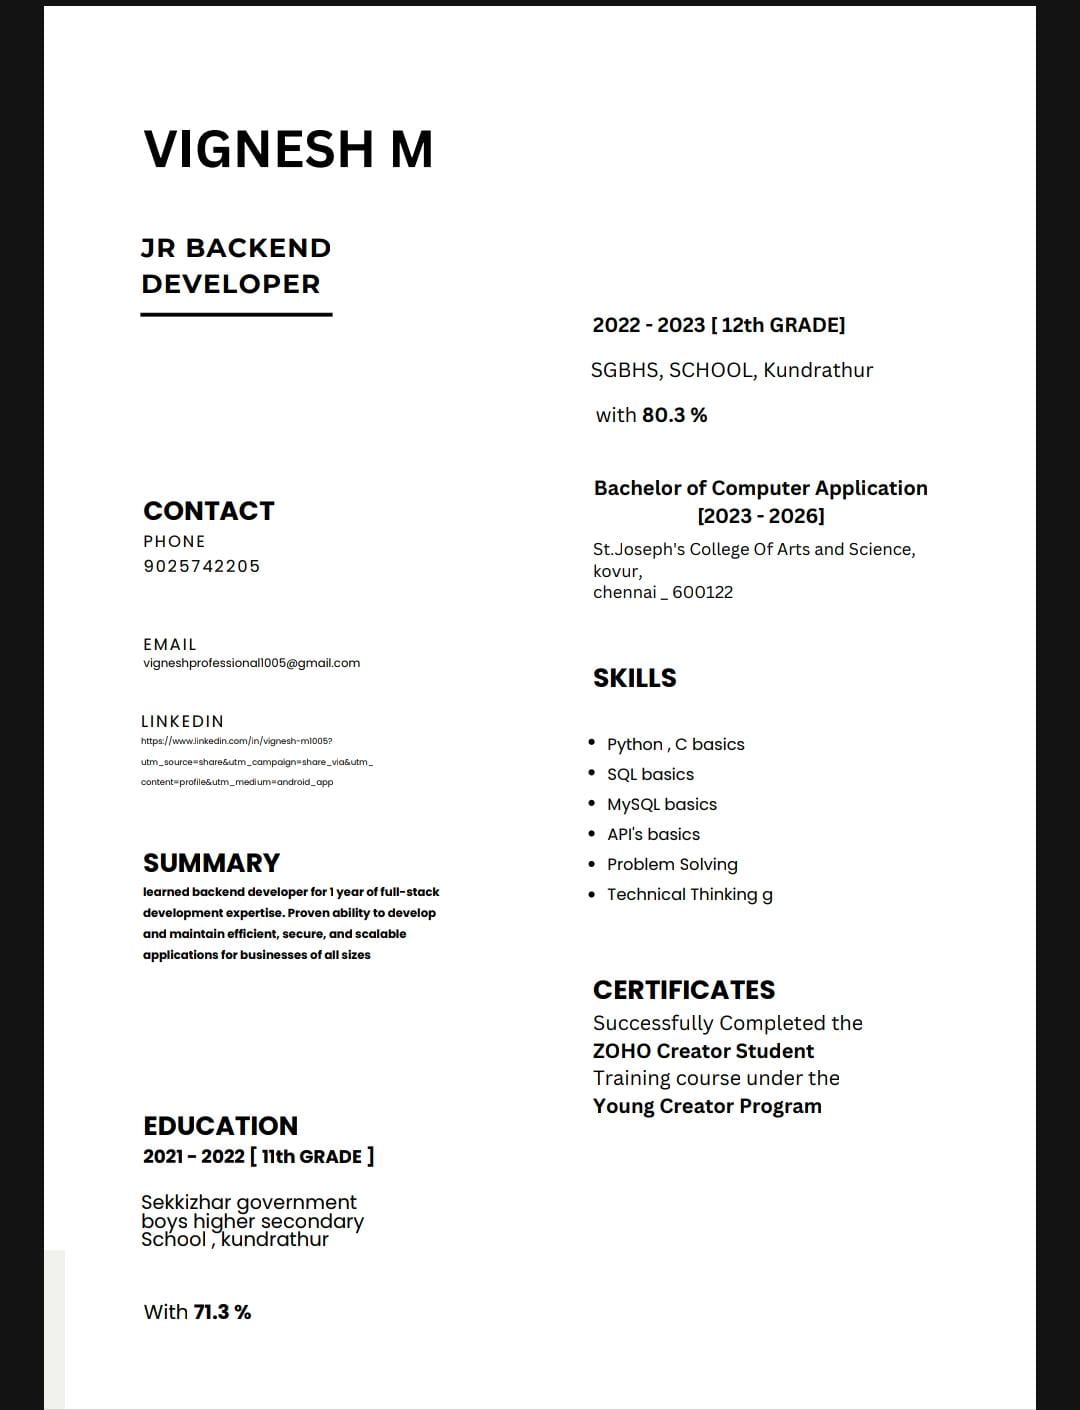 VIGNESH M
JR BACKEND
DEVELOPER
CONTACT
PHONE
9025742205
EMAIL
vigneshprofessional1005@gmail.com
LINKEDIN
https://www.linkedin.com/in/vignesh-m1005?
utm_source=share&utm_campaign=share_via&utm_
content=profile&utm_medium=android_app
SUMMARY
learned backend developer for 1 year of full-stack
development expertise. Proven ability to develop
and maintain efficient, secure, and scalable
applications for businesses of all sizes
EDUCATION
2021 - 2022 [ 11th GRADE ]
Sekkizhar government
boys higher secondary
School , kundrathur
With 71.3 %
2022 - 2023 [ 12th GRADE]
SGBHS, SCHOOL, Kundrathur
with 80.3 %
Bachelor of Computer Application
[2023 - 2026]
St.Joseph's College Of Arts and Science,
kovur,
chennai _ 600122
SKILLS
• Python , C basics
• SQL basics
• MySQL basics
• API's basics
• Problem Solving
• Technical Thinking g
CERTIFICATES
Successfully Completed the
ZOHO Creator Student
Training course under the
Young Creator Program